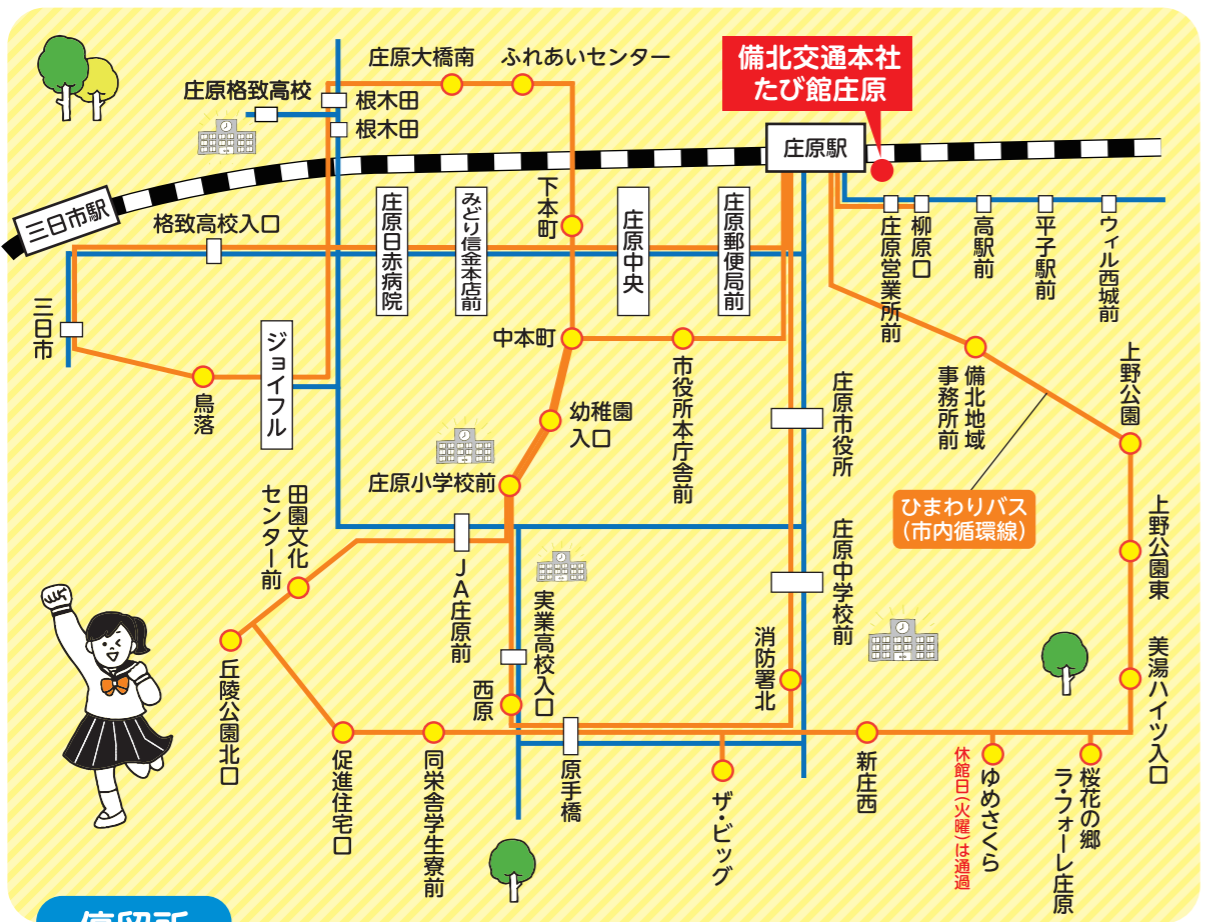 庄原大橋南
ふれあいセンター
備北交通本社
たび館庄原
庄原格致高校
根木田
根木田
庄原駅
三日市駅
格致高校入口
庄原日赤病院
みどり信金本店前
下本町
庄原中央
庄原郵便局前
庄原営業所前
柳原口
高駅前
平子駅前
ウィル西城前
三日市
鳥落
ジョイフル
中本町
市役所本庁舎前
幼稚園
入口
庄原小学校前
庄原市役所
備北地域
事務所前
上野公園
ひまわりバス
(市内循環線)
上野公園東
田園文化
センター前
JA庄原前
実業高校入口
庄原中学校前
消防署北
美湯ハイツ入口
丘陵公園北口
西原
促進住宅口
同栄舎学生寮前
原手橋
ザ・ビッグ
新庄西
ゆめさくら
休館日(火曜)は通過
桜花の郷
ラ・フォーレ庄原
停留所